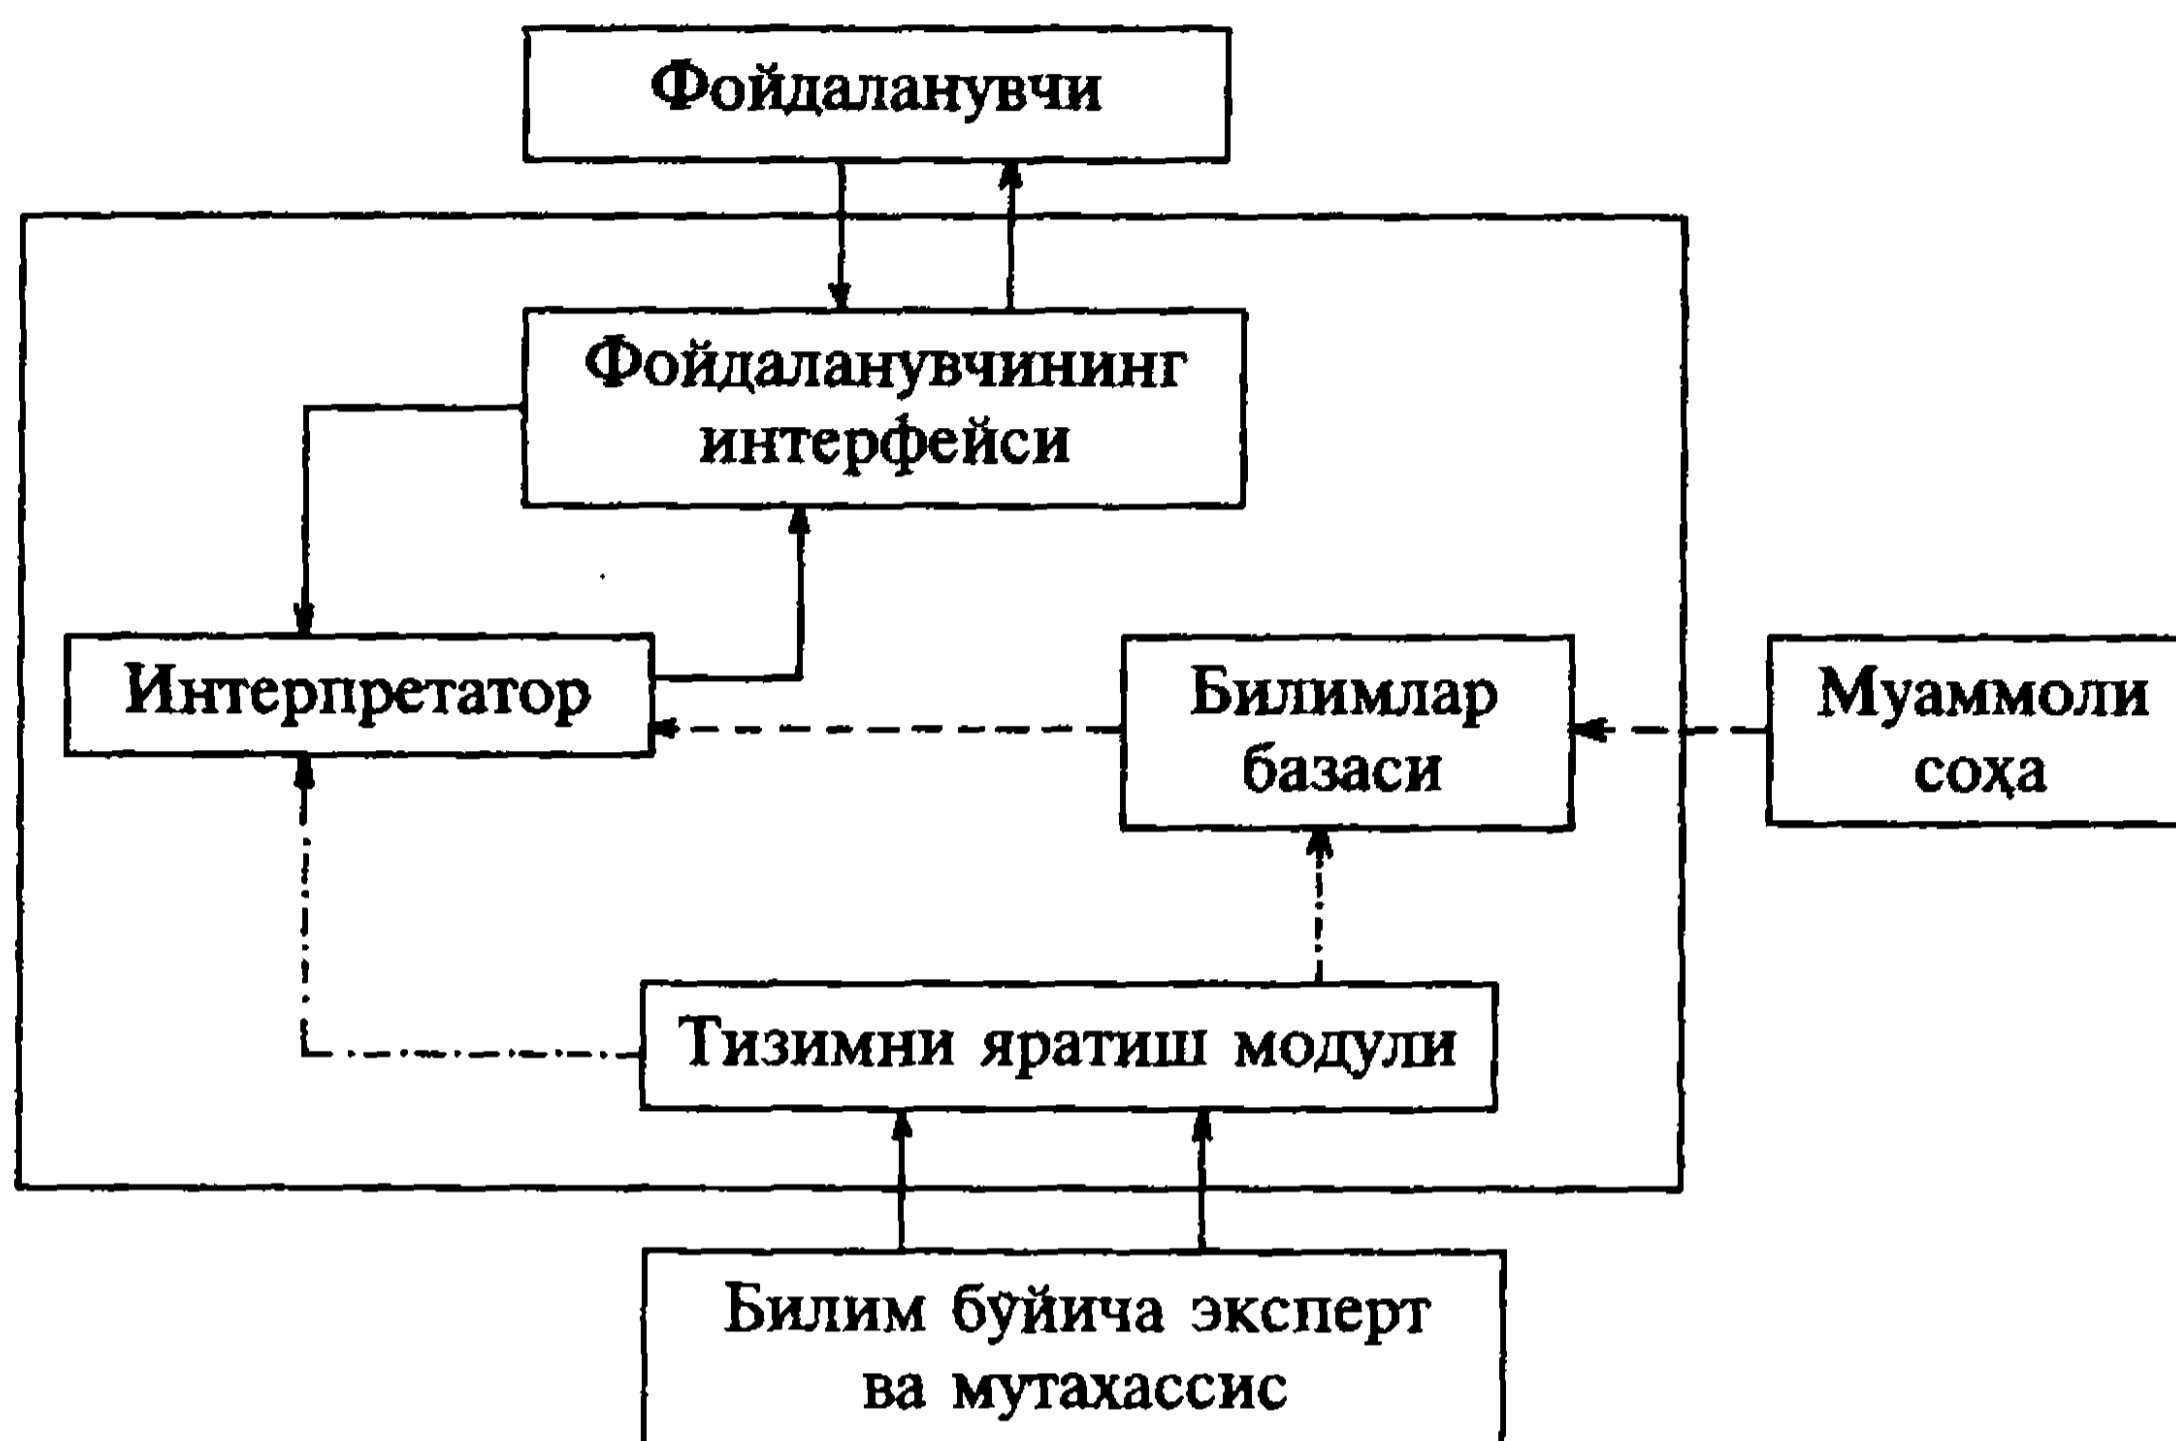 Фойдаланувчи
Фойдаланувчининг
интерфейси
Интерпретатор
Билимлар
базаси
Муаммоли
соҳа
Тизимни яратиш модули
Билим бўйича эксперт
ва мутахассис